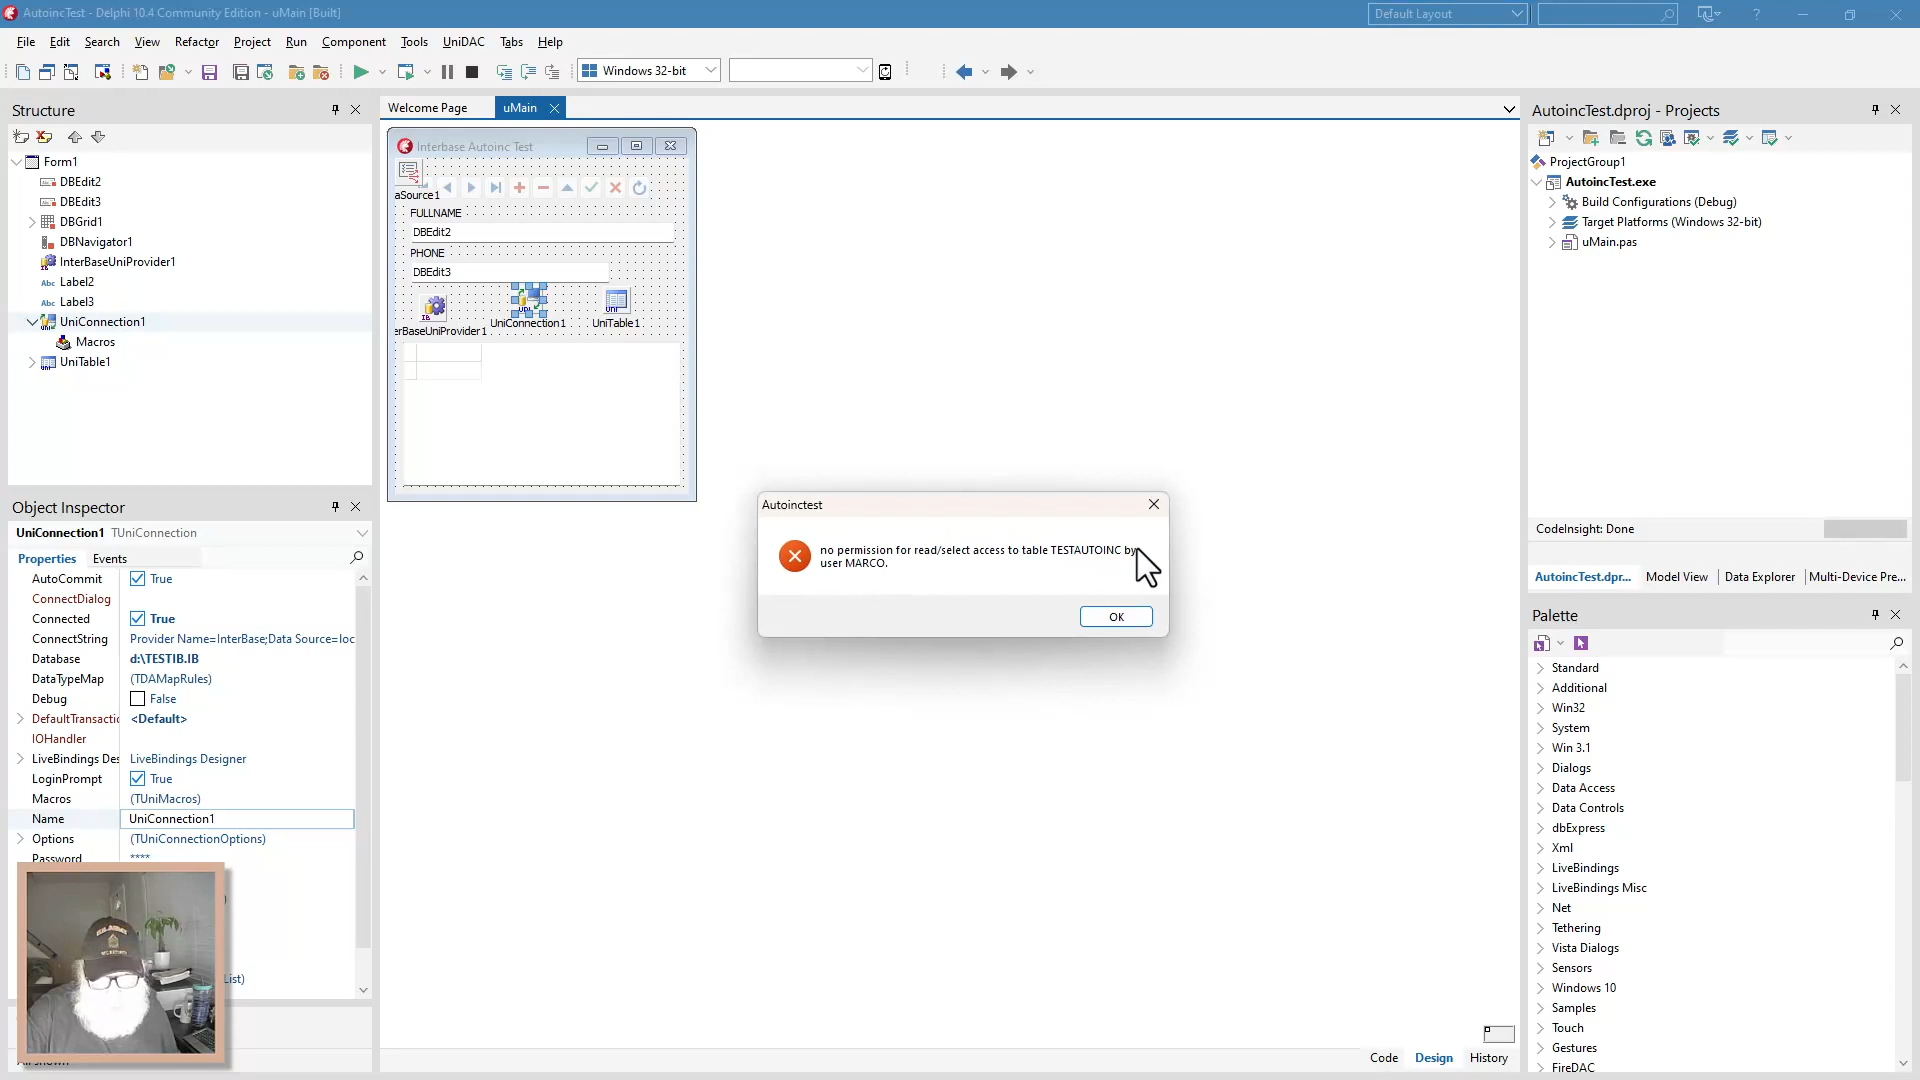 AutoincTest - Delphi 10.4 Community Edition - uMain [Built]
Default Layout
File Edit Search View Refactor Project Run Component Tools UniDAC Tabs Help
Windows 32-bit
Structure
Form1
DBEdit2
DBEdit3
DBGrid1
DBNavigator1
InterBaseUniProvider1
Label2
Label3
UniConnection1
Macros
UniTable1
Object Inspector
UniConnection1 TUniConnection
Properties Events
AutoCommit True
ConnectDialog
Connected True
ConnectString Provider Name=InterBase;Data Source=loc
Database d:\TESTIB.IB
DataTypeMap (TDAMapRules)
Debug False
DefaultTransactic <Default>
IOHandler
LiveBindings Des LiveBindings Designer
LoginPrompt True
Macros (TUniMacros)
Name UniConnection1
Options (TUniConnectionOptions)
Password ****
List)
Welcome Page uMain
Interbase Autoinc Test
aSource1
FULLNAME
DBEdit2
PHONE
DBEdit3
erBaseUniProvider1 UniConnection1 UniTable1
Autoinctest
no permission for read/select access to table TESTAUTOINC by
user MARCO.
OK
Code Design History
AutoincTest.dproj - Projects
ProjectGroup1
AutoincTest.exe
Build Configurations (Debug)
Target Platforms (Windows 32-bit)
uMain.pas
CodeInsight: Done
AutoincTest.dpr... Model View Data Explorer Multi-Device Pre...
Palette
Standard
Additional
Win32
System
Win 3.1
Dialogs
Data Access
Data Controls
dbExpress
Xml
LiveBindings
LiveBindings Misc
Net
Tethering
Vista Dialogs
Sensors
Windows 10
Samples
Touch
Gestures
FireDAC